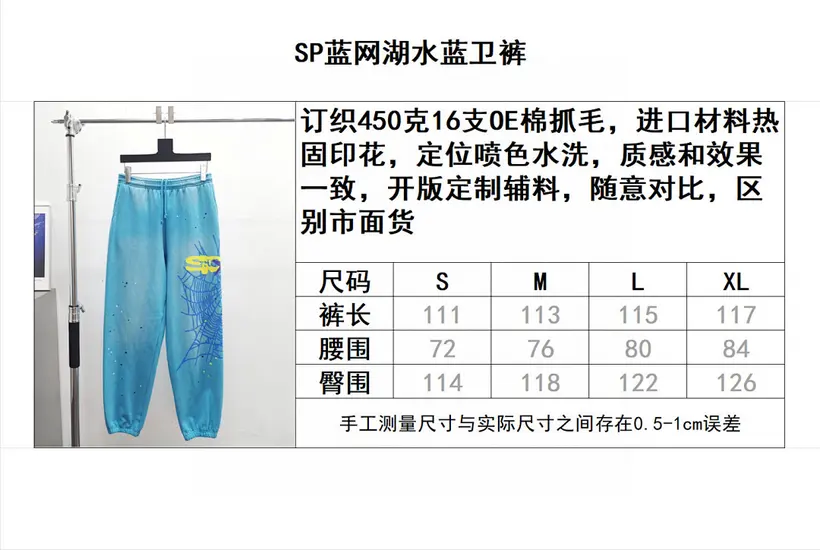 SP蓝网湖水蓝卫裤
订织450克16支OE棉抓毛，进口材料热
固印花，定位喷色水洗，质感和效果
一致，开版定制辅料，随意对比，区
别市面货
尺码 S M L XL
裤长 111 113 115 117
腰围 72 76 80 84
臀围 114 118 122 126
手工测量尺寸与实际尺寸之间存在0.5-1cm误差